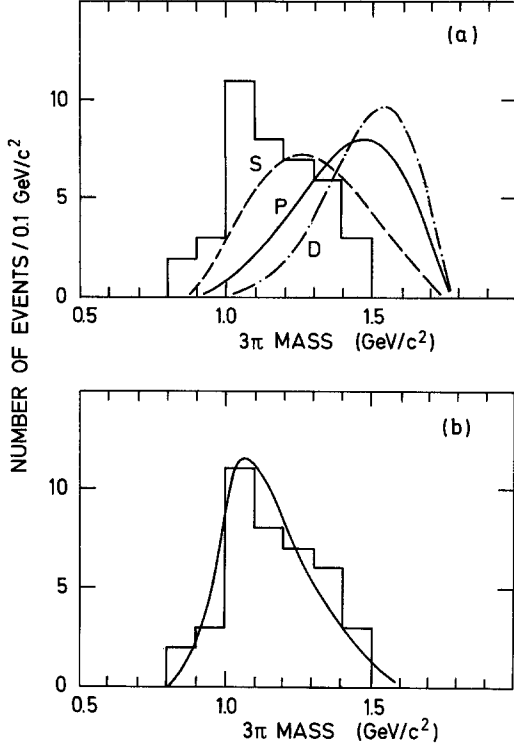 NUMBER OF EVENTS / 0.1 GeV/c²
(a)
10
5
0
S
P
D
0.5 1.0 1.5
3π MASS (GeV/c²)
(b)
10
5
0
0.5 1.0 1.5
3π MASS (GeV/c²)